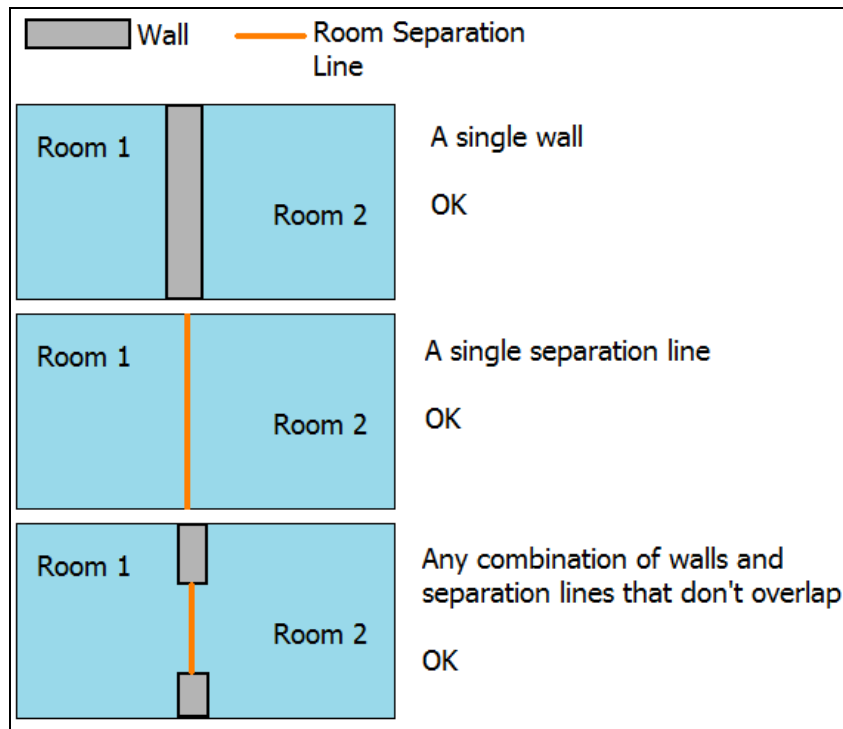 Wall
Room Separation
Line
Room 1
Room 2
A single wall
OK
Room 1
Room 2
A single separation line
OK
Room 1
Room 2
Any combination of walls and
separation lines that don't overlap
OK